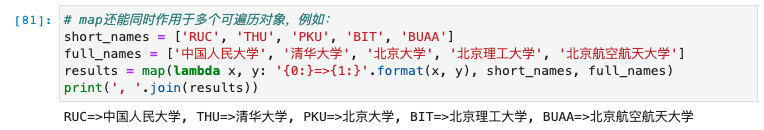 [81]: # map还能同时作用于多个可遍历对象，例如：
short_names = ['RUC', 'THU', 'PKU', 'BIT', 'BUAA']
full_names = ['中国人民大学', '清华大学', '北京大学', '北京理工大学', '北京航空航天大学']
results = map(lambda x, y: '{0:}=>{1:}'.format(x, y), short_names, full_names)
print(', '.join(results))
RUC=>中国人民大学, THU=>清华大学, PKU=>北京大学, BIT=>北京理工大学, BUAA=>北京航空航天大学